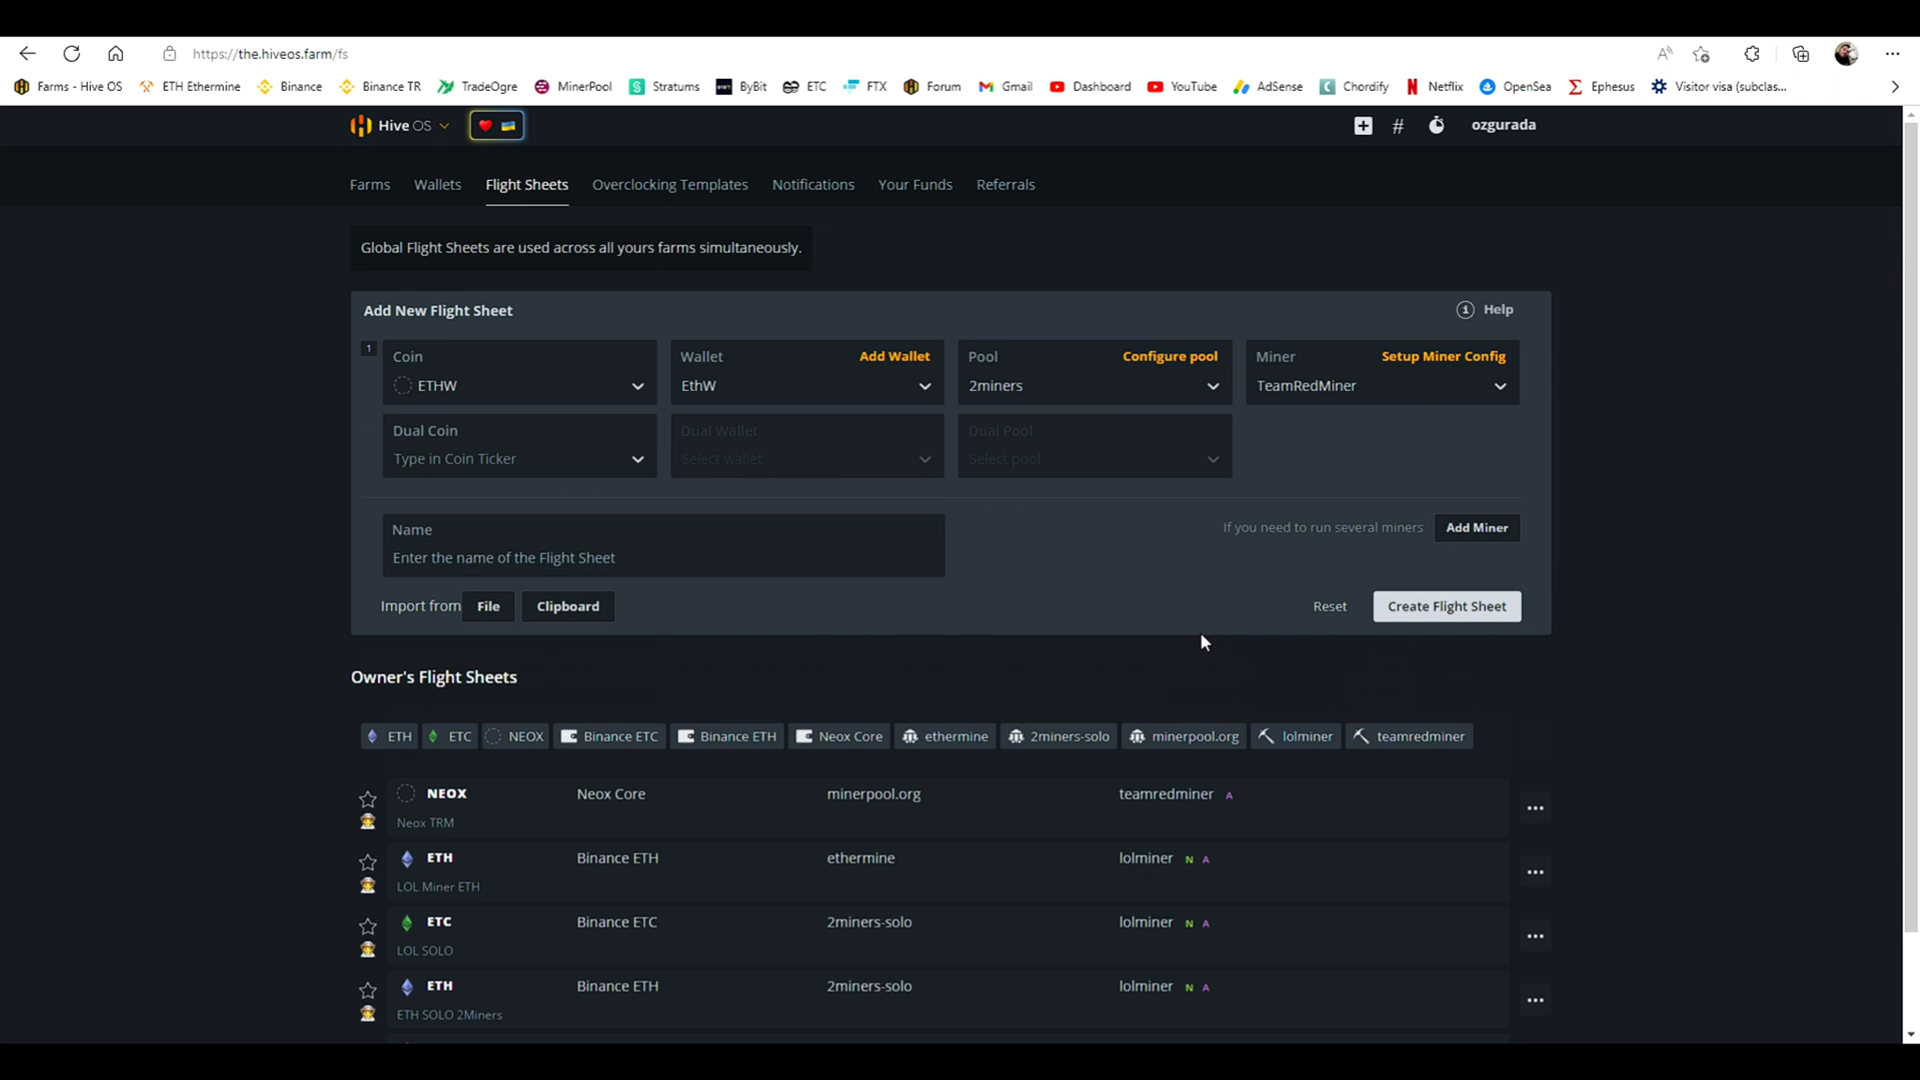 https://the.hiveos.farm/fs
Farms - Hive OS ETH Ethermine Binance Binance TR TradeOgre MinerPool Stratums ByBit ETC FTX Forum Gmail Dashboard YouTube AdSense Chordify Netflix OpenSea Ephesus Visitor visa (subclas...
Hive OS # ozgurada
Farms Wallets Flight Sheets Overclocking Templates Notifications Your Funds Referrals
Global Flight Sheets are used across all yours farms simultaneously.
Add New Flight Sheet Help
1 Coin Wallet Add Wallet Pool Configure pool Miner Setup Miner Config
ETHW EthW 2miners TeamRedMiner
Dual Coin Dual Wallet Dual Pool
Type in Coin Ticker Select wallet Select pool
Name If you need to run several miners Add Miner
Enter the name of the Flight Sheet
Import from File Clipboard Reset Create Flight Sheet
Owner's Flight Sheets
ETH ETC NEOX Binance ETC Binance ETH Neox Core ethermine 2miners-solo minerpool.org lolminer teamredminer
NEOX Neox Core minerpool.org teamredminer A
Neox TRM
ETH Binance ETH ethermine lolminer N A
LOL Miner ETH
ETC Binance ETC 2miners-solo lolminer N A
LOL SOLO
ETH Binance ETH 2miners-solo lolminer N A
ETH SOLO 2Miners